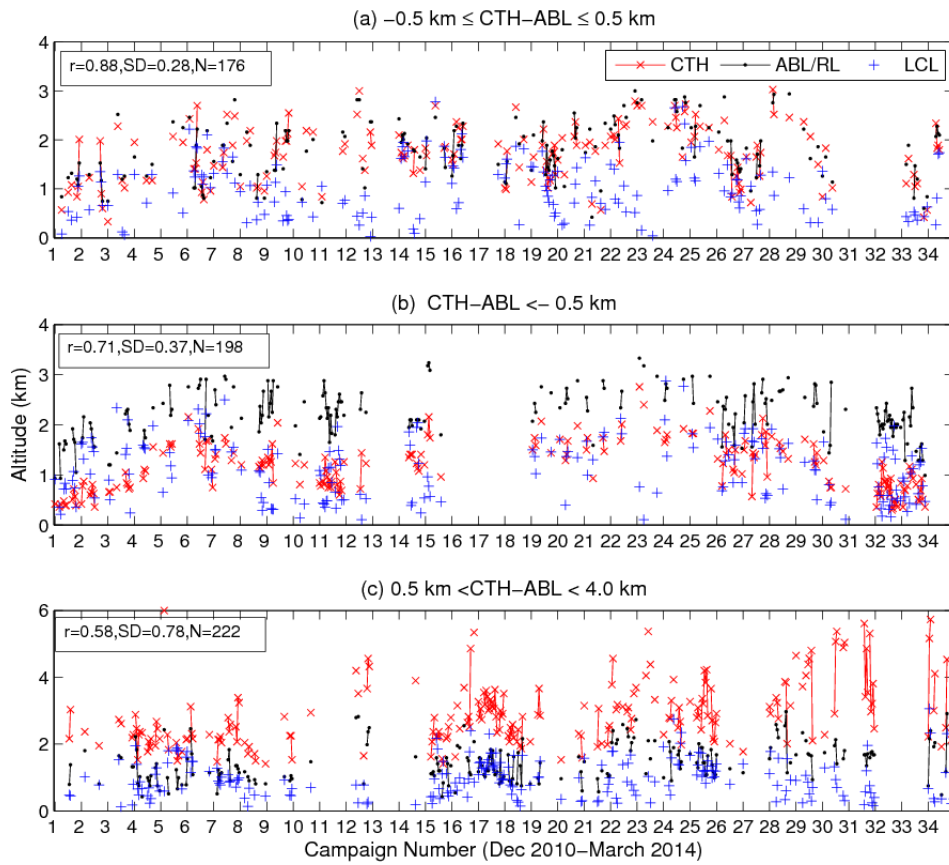 (a) −0.5 km ≤ CTH−ABL ≤ 0.5 km
r=0.88,SD=0.28,N=176
CTH ABL/RL LCL
4
3
2
1
0
1 2 3 4 5 6 7 8 9 10 11 12 13 14 15 16 17 18 19 20 21 22 23 24 25 26 27 28 29 30 31 32 33 34
(b) CTH−ABL <− 0.5 km
r=0.71,SD=0.37,N=198
4
3
2
1
0
Altitude (km)
1 2 3 4 5 6 7 8 9 10 11 12 13 14 15 16 17 18 19 20 21 22 23 24 25 26 27 28 29 30 31 32 33 34
(c) 0.5 km <CTH−ABL < 4.0 km
r=0.58,SD=0.78,N=222
6
4
2
0
1 2 3 4 5 6 7 8 9 10 11 12 13 14 15 16 17 18 19 20 21 22 23 24 25 26 27 28 29 30 31 32 33 34
Campaign Number (Dec 2010−March 2014)